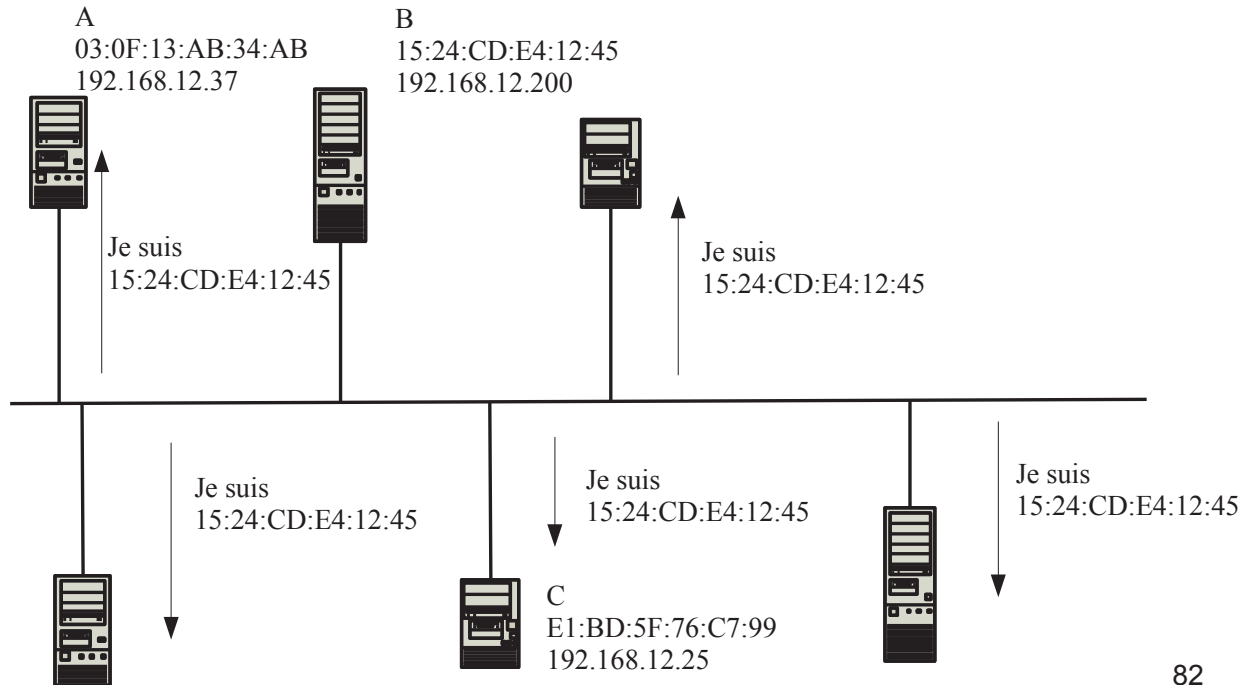 A
03:0F:13:AB:34:AB
192.168.12.37
B
15:24:CD:E4:12:45
192.168.12.200
Je suis
15:24:CD:E4:12:45
Je suis
15:24:CD:E4:12:45
Je suis
15:24:CD:E4:12:45
Je suis
15:24:CD:E4:12:45
Je suis
15:24:CD:E4:12:45
C
E1:BD:5F:76:C7:99
192.168.12.25
82